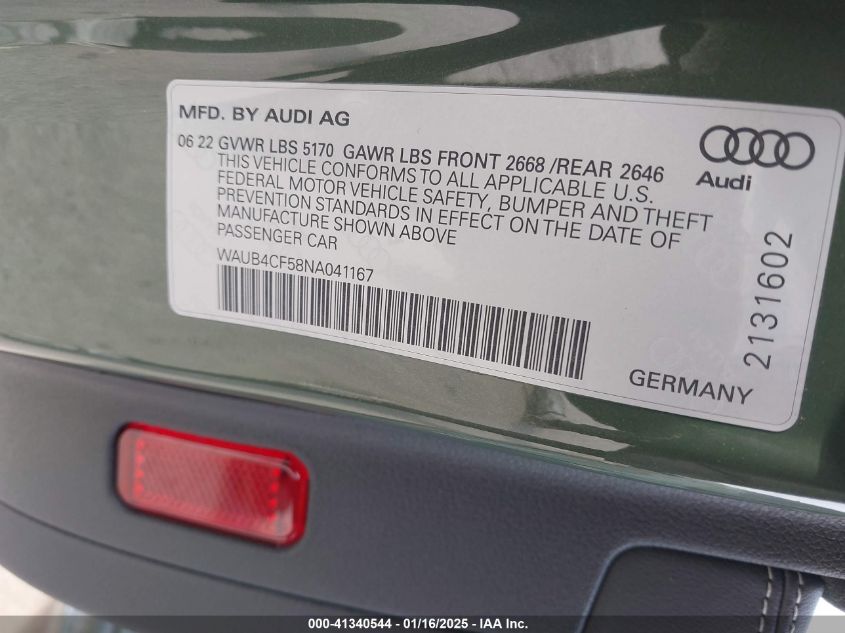 MFD. BY AUDI AG
06 22 GVWR LBS 5170 GAWR LBS FRONT 2668 /REAR 2646
THIS VEHICLE CONFORMS TO ALL APPLICABLE U.S.
FEDERAL MOTOR VEHICLE SAFETY, BUMPER AND THEFT
PREVENTION STANDARDS IN EFFECT ON THE DATE OF
MANUFACTURE SHOWN ABOVE
PASSENGER CAR
WAUB4CF58NA041167
Audi
2131602
GERMANY
000-41340544 - 01/16/2025 - IAA Inc.